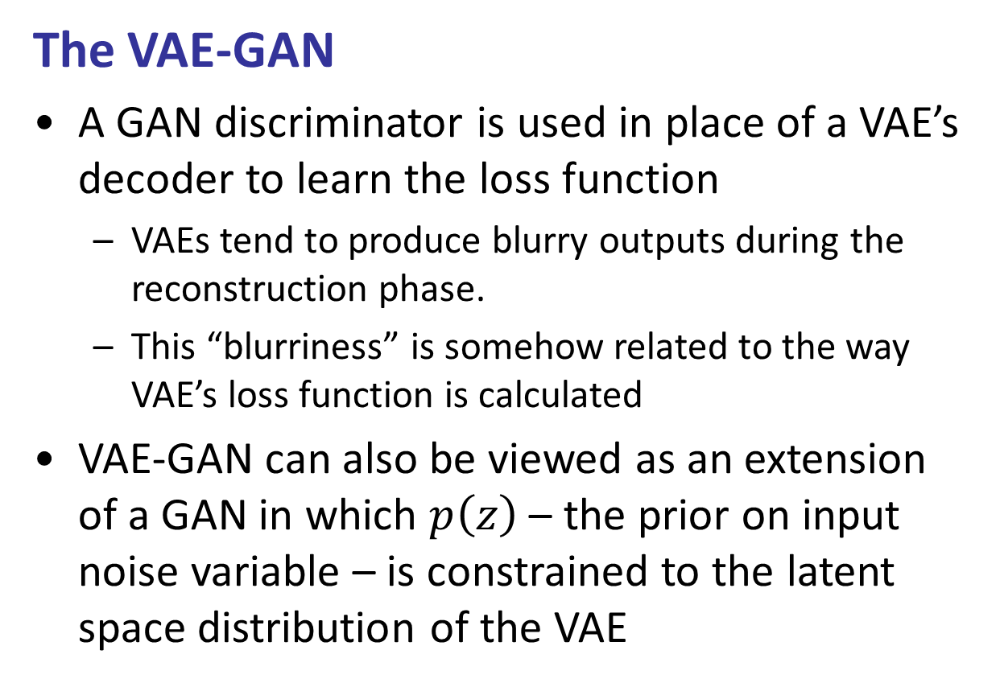 The VAE-GAN
• A GAN discriminator is used in place of a VAE’s
decoder to learn the loss function
– VAEs tend to produce blurry outputs during the
reconstruction phase.
– This “blurriness” is somehow related to the way
VAE’s loss function is calculated
• VAE-GAN can also be viewed as an extension
of a GAN in which 𝑝(𝑧) – the prior on input
noise variable – is constrained to the latent
space distribution of the VAE